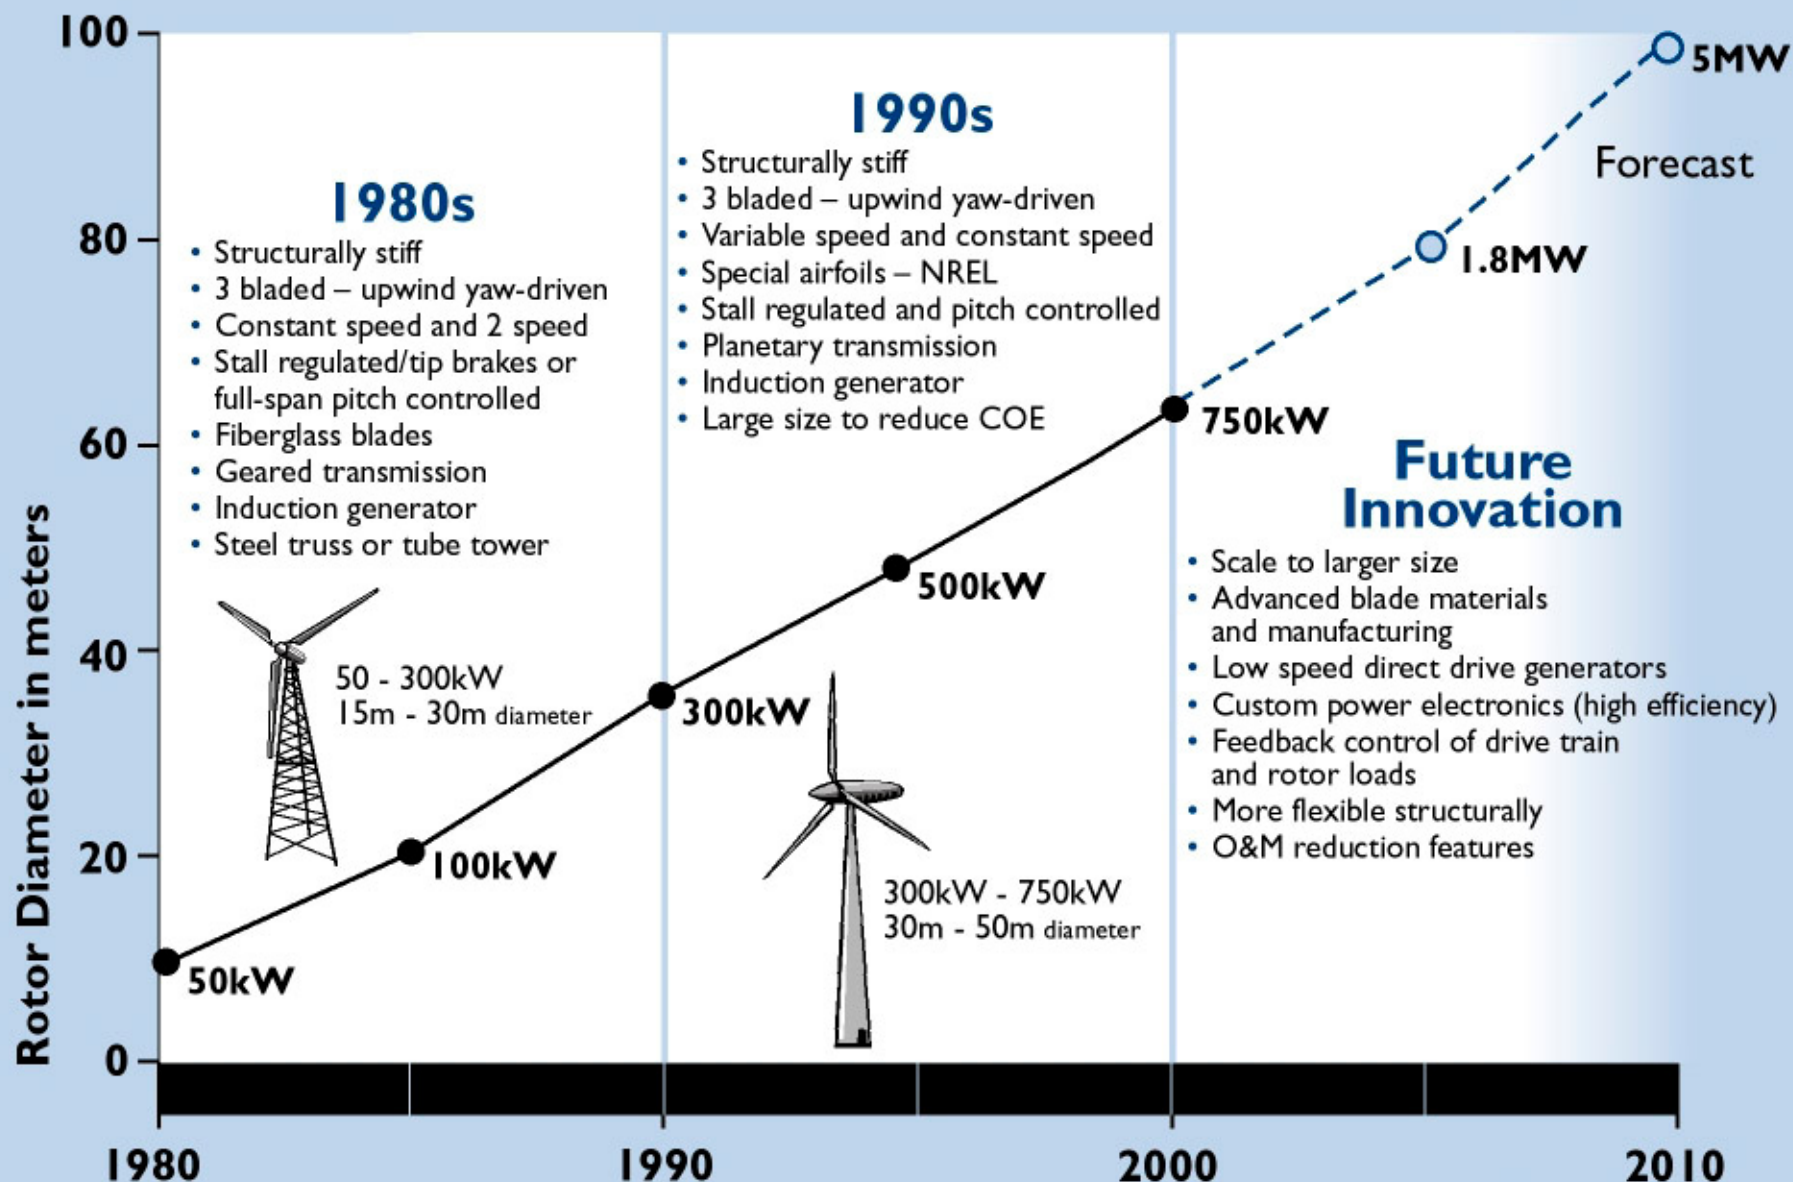 Rotor Diameter in meters
100
80
60
40
20
0
1980
1990
2000
2010
1980s
• Structurally stiff
• 3 bladed – upwind yaw-driven
• Constant speed and 2 speed
• Stall regulated/tip brakes or
full-span pitch controlled
• Fiberglass blades
• Geared transmission
• Induction generator
• Steel truss or tube tower
50 - 300kW
15m - 30m diameter
1990s
• Structurally stiff
• 3 bladed – upwind yaw-driven
• Variable speed and constant speed
• Special airfoils – NREL
• Stall regulated and pitch controlled
• Planetary transmission
• Induction generator
• Large size to reduce COE
300kW - 750kW
30m - 50m diameter
Future
Innovation
• Scale to larger size
• Advanced blade materials
and manufacturing
• Low speed direct drive generators
• Custom power electronics (high efficiency)
• Feedback control of drive train
and rotor loads
• More flexible structurally
• O&M reduction features
50kW
100kW
300kW
500kW
750kW
1.8MW
5MW
Forecast